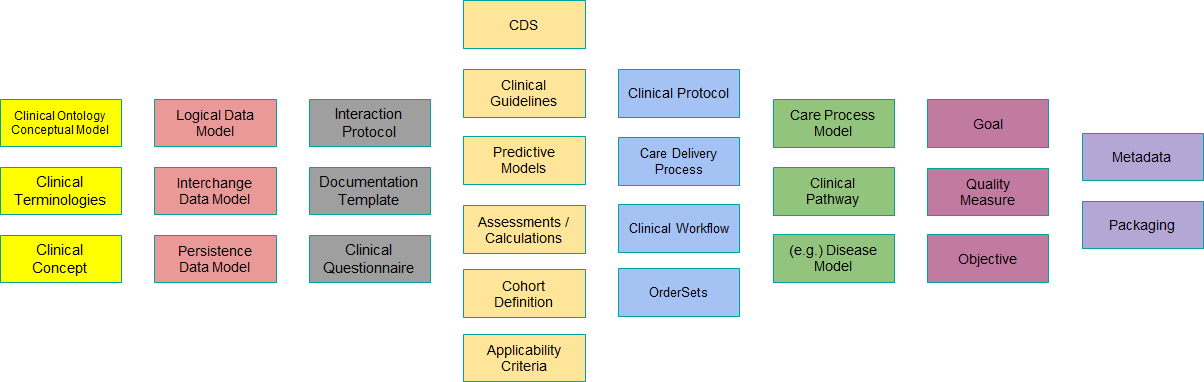 Clinical Ontology
Conceptual Model
Clinical
Terminologies
Clinical
Concept
Logical Data
Model
Interchange
Data Model
Persistence
Data Model
Interaction
Protocol
Documentation
Template
Clinical
Questionnaire
CDS
Clinical
Guidelines
Predictive
Models
Assessments /
Calculations
Cohort
Definition
Applicability
Criteria
Clinical Protocol
Care Delivery
Process
Clinical Workflow
OrderSets
Care Process
Model
Clinical
Pathway
(e.g.) Disease
Model
Goal
Quality
Measure
Objective
Metadata
Packaging